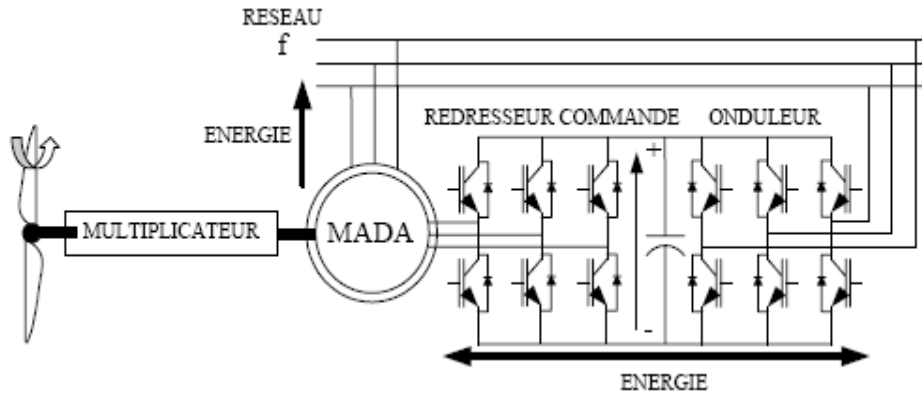 RESEAU
f
ENERGIE
REDRESSEUR COMMANDE
ONDULEUR
+
MULTIPLICATEUR
MADA
-
ENERGIE